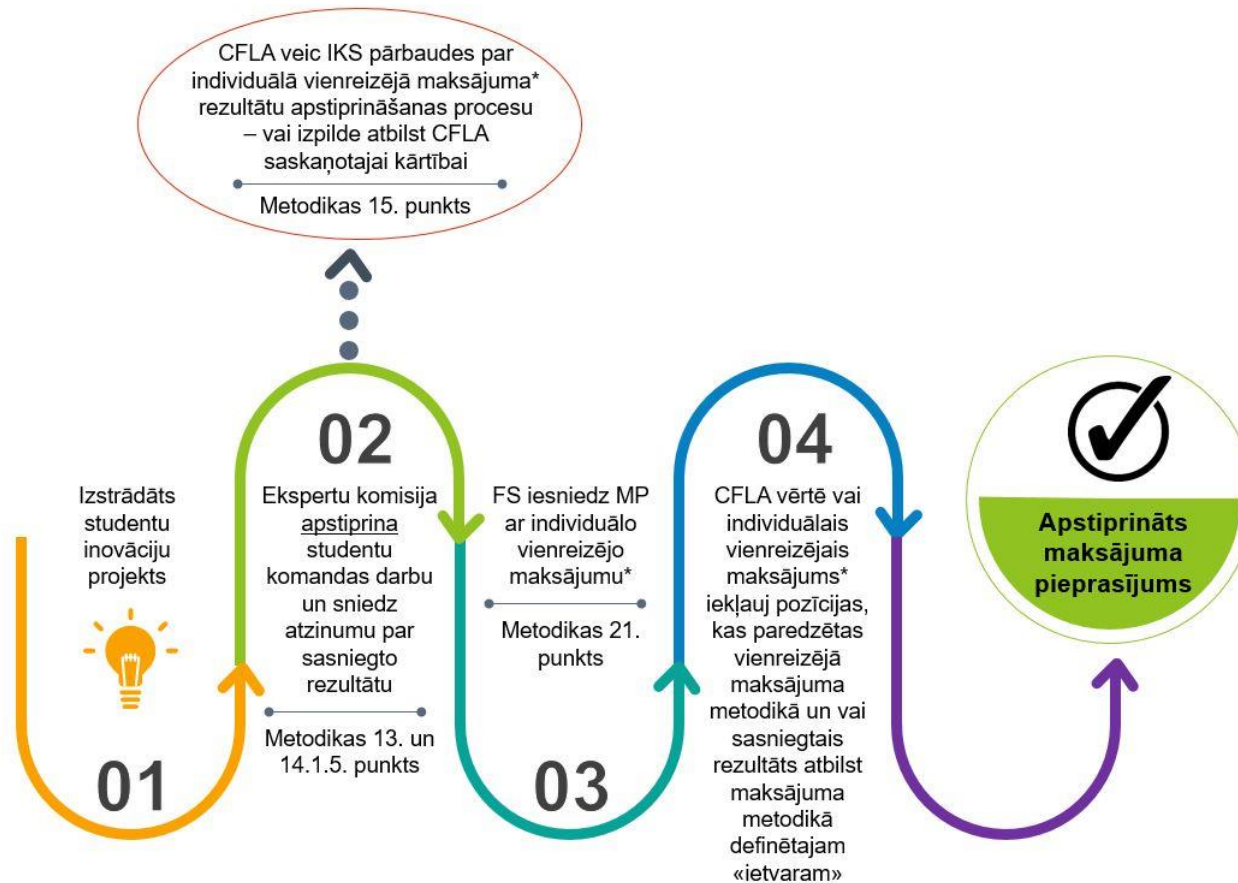 CFLA veic IKS pārbaudes par
individuālā vienreizējā maksājuma*
rezultātu apstiprināšanas procesu
– vai izpilde atbilst CFLA
saskaņotajai kārtībai
Metodikas 15. punkts
Izstrādāts
studentu
inovāciju
projekts
01
02
Ekspertu komisija
apstiprina
studentu
komandas darbu
un sniedz
atzinumu par
sasniegto
rezultātu
Metodikas 13. un
14.1.5. punkts
FS iesniedz MP
ar individuālo
vienreizējo
maksājumu*
Metodikas 21.
punkts
03
04
CFLA vērtē vai
individuālais
vienreizējais
maksājums*
iekļauj pozīcijas,
kas paredzētas
vienreizējā
maksājuma
metodikā un vai
sasniegtais
rezultāts atbilst
maksājuma
metodikā
definētajam
«ietvaram»
Apstiprināts
maksājuma
pieprasījums